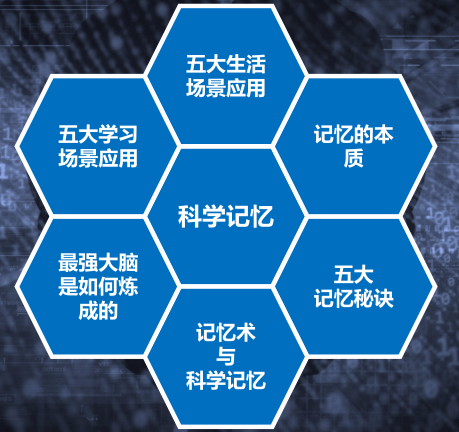 五大生活
场景应用
五大学习
场景应用
记忆的本
质
科学记忆
最强大脑
是如何炼
成的
五大
记忆秘诀
记忆术
与
科学记忆